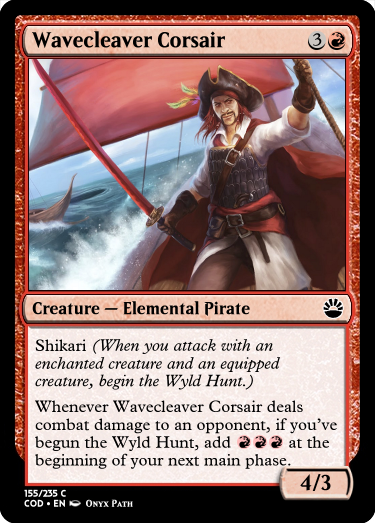 Wavecleaver Corsair 3
Creature — Elemental Pirate
Shikari (When you attack with an
enchanted creature and an equipped
creature, begin the Wyld Hunt.)
Whenever Wavecleaver Corsair deals
combat damage to an opponent, if you've
begun the Wyld Hunt, add at the
beginning of your next main phase.
4/3
155/235 C
COD • EN Onyx Path